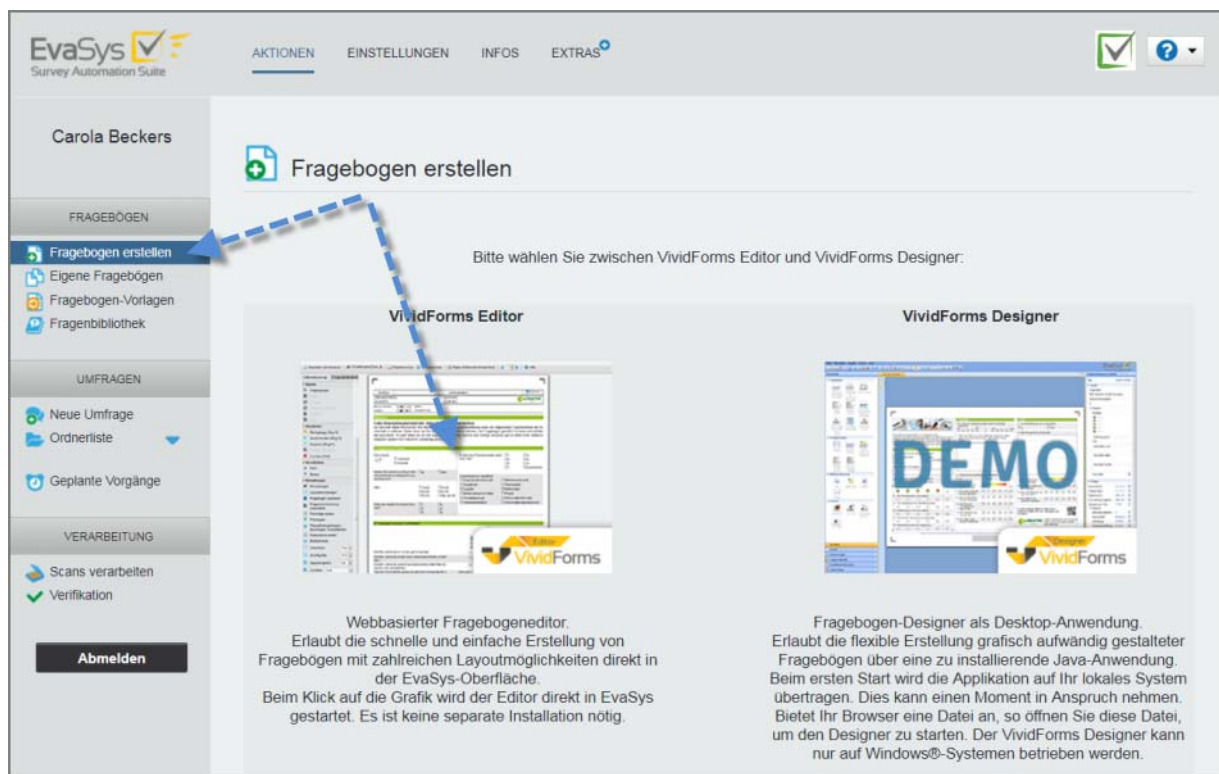 EvaSys
Survey Automation Suite
AKTIONEN EINSTELLUNGEN INFOS EXTRAS
Carola Beckers
FRAGEBÖGEN
Fragebogen erstellen
Eigene Fragebögen
Fragebogen-Vorlagen
Fragenbibliothek
UMFRAGEN
Neue Umfrage
Ordnerliste
Geplante Vorgänge
VERARBEITUNG
Scans verarbeiten
Verifikation
Abmelden
Fragebogen erstellen
Bitte wählen Sie zwischen VividForms Editor und VividForms Designer:
VividForms Editor
Editor
VividForms
Webbasierter Fragebogeneditor.
Erlaubt die schnelle und einfache Erstellung von
Fragebögen mit zahlreichen Layoutmöglichkeiten direkt in
der EvaSys-Oberfläche.
Beim Klick auf die Grafik wird der Editor direkt in EvaSys
gestartet. Es ist keine separate Installation nötig.
VividForms Designer
DEMO
Designer
VividForms
Fragebogen-Designer als Desktop-Anwendung.
Erlaubt die flexible Erstellung grafisch aufwändig gestalteter
Fragebögen über eine zu installierende Java-Anwendung.
Beim ersten Start wird die Applikation auf Ihr lokales System
übertragen. Dies kann einen Moment in Anspruch nehmen.
Bietet Ihr Browser eine Datei an, so öffnen Sie diese Datei,
um den Designer zu starten. Der VividForms Designer kann
nur auf Windows®-Systemen betrieben werden.